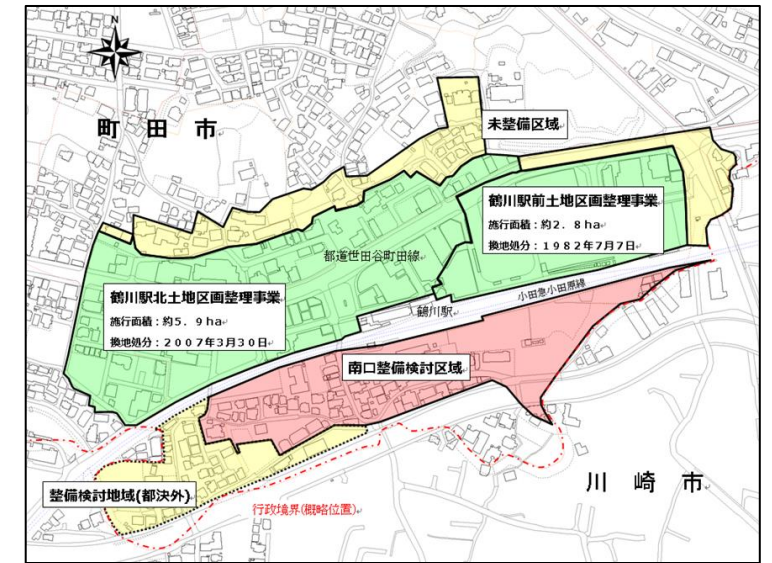 N
町田市
未整備区域
鶴川駅前土地区画整理事業
施行面積:約2.8ha
換地処分:1982年7月7日
都道世田谷町田線
鶴川駅北土地区画整理事業
施行面積:約5.9ha
換地処分:2007年3月30日
鶴川駅
小田急小田原線
南口整備検討区域
整備検討地域(都決外)
行政境界(概略位置)
川崎市